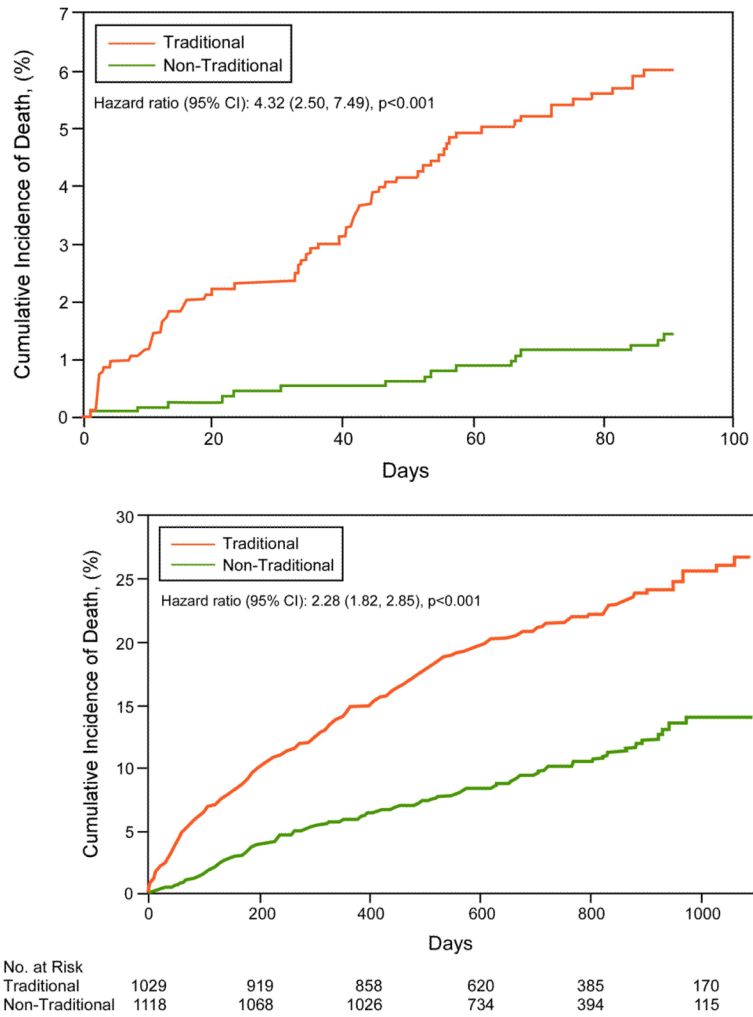 7
6
5
4
3
2
1
0
Cumulative Incidence of Death, (%)
Traditional
Non-Traditional
Hazard ratio (95% CI): 4.32 (2.50, 7.49), p<0.001
0 20 40 60 80 100
Days
30
25
20
15
10
5
0
Cumulative Incidence of Death, (%)
Traditional
Non-Traditional
Hazard ratio (95% CI): 2.28 (1.82, 2.85), p<0.001
0 200 400 600 800 1000
Days
No. at Risk
Traditional 1029 919 858 620 385 170
Non-Traditional 1118 1068 1026 734 394 115